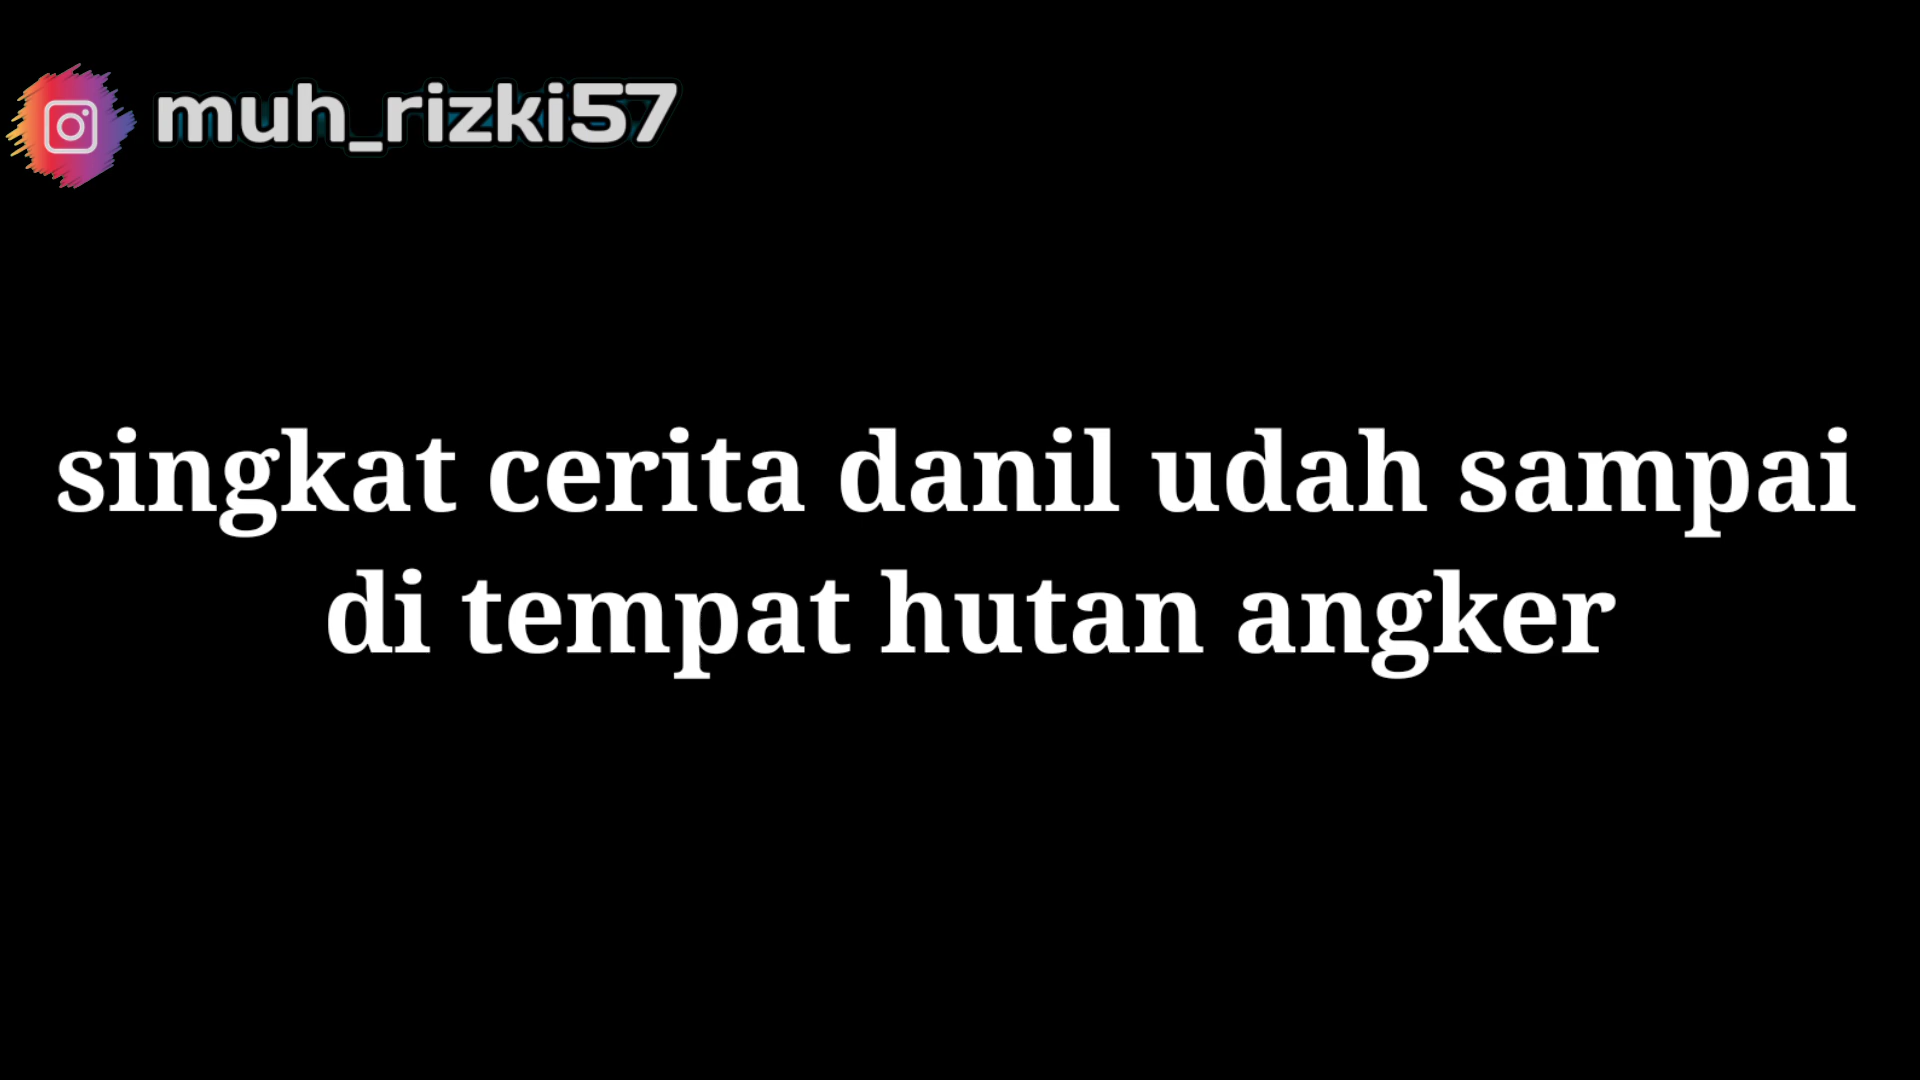 muh_rizki57
singkat cerita danil udah sampai
di tempat hutan angker